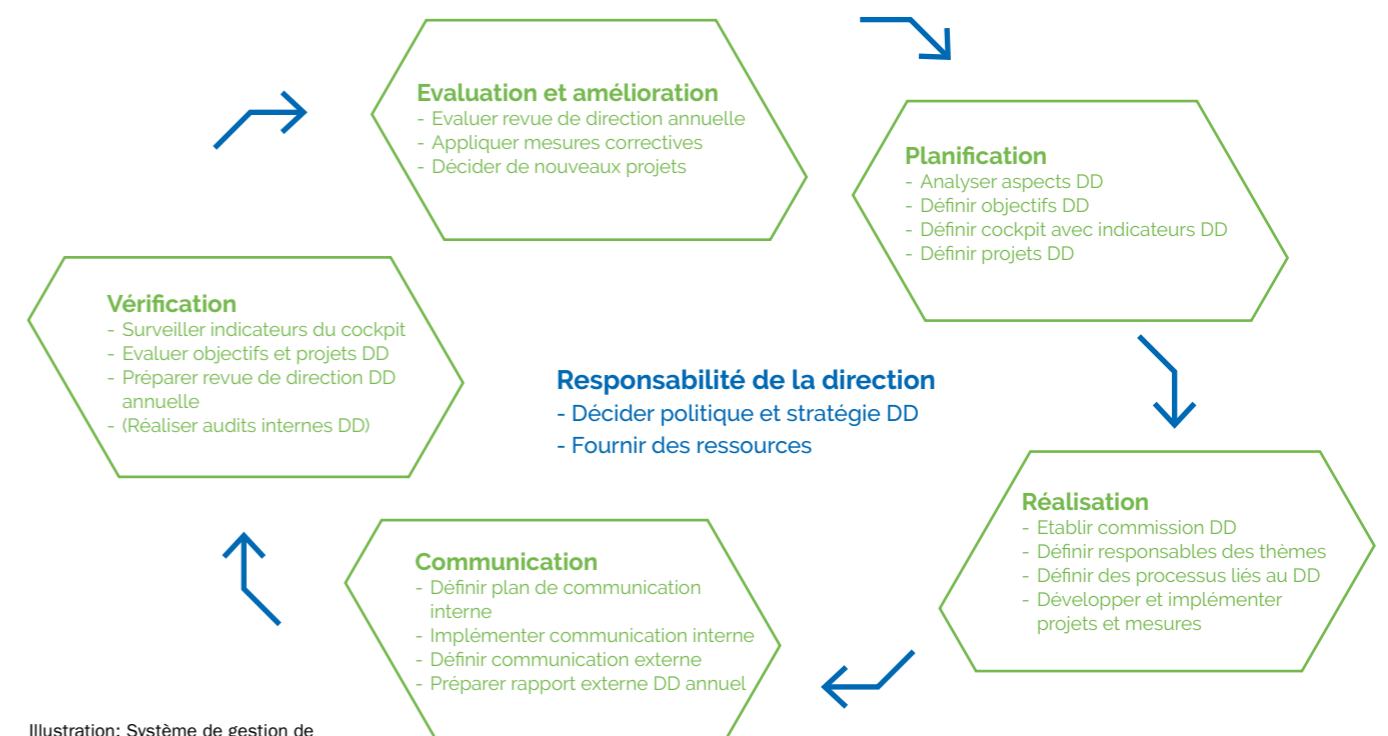 Evaluation et amélioration
- Evaluer revue de direction annuelle
- Appliquer mesures correctives
- Décider de nouveaux projets
Planification
- Analyser aspects DD
- Définir objectifs DD
- Définir cockpit avec indicateurs DD
- Définir projets DD
Vérification
- Surveiller indicateurs du cockpit
- Evaluer objectifs et projets DD
- Préparer revue de direction DD
annuelle
- (Réaliser audits internes DD)
Responsabilité de la direction
- Décider politique et stratégie DD
- Fournir des ressources
Réalisation
- Etablir commission DD
- Définir responsables des thèmes
- Définir des processus liés au DD
- Développer et implémenter
projets et mesures
Communication
- Définir plan de communication
interne
- Implémenter communication interne
- Définir communication externe
- Préparer rapport externe DD annuel
Illustration: Système de gestion de